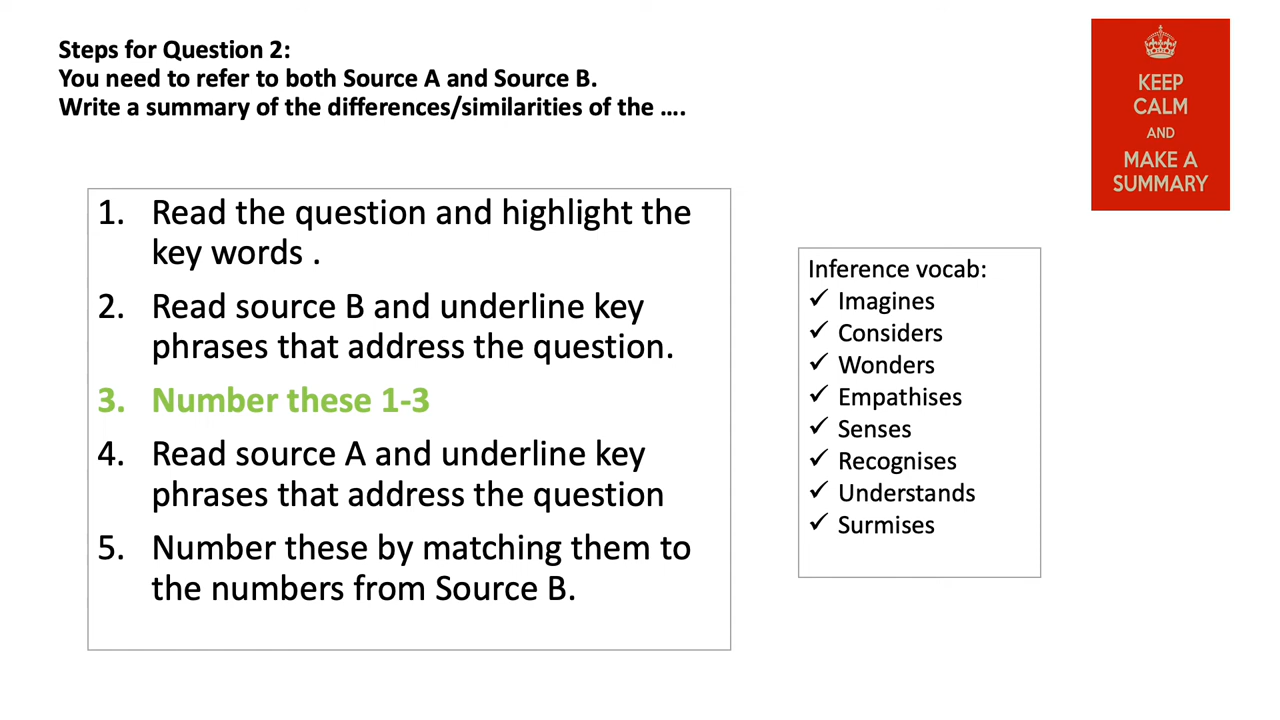 Steps for Question 2:
You need to refer to both Source A and Source B.
Write a summary of the differences/similarities of the ....
KEEP
CALM
AND
MAKE A
SUMMARY
1. Read the question and highlight the
key words .
2. Read source B and underline key
phrases that address the question.
3. Number these 1-3
4. Read source A and underline key
phrases that address the question
5. Number these by matching them to
the numbers from Source B.
Inference vocab:
✓ Imagines
✓ Considers
✓ Wonders
✓ Empathises
✓ Senses
✓ Recognises
✓ Understands
✓ Surmises